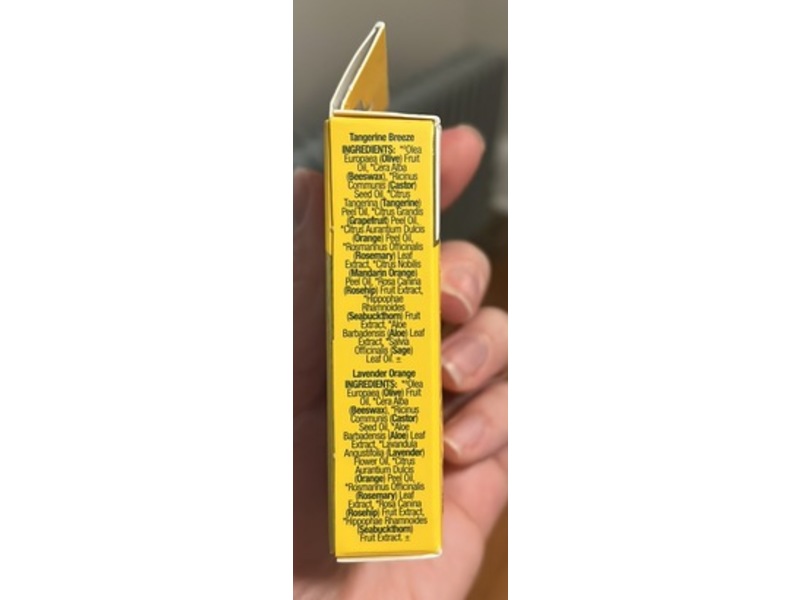 Tangerine Breeze
INGREDIENTS: *°Olea
Europaea (Olive) Fruit
Oil, *Cera Alba
(Beeswax), *Ricinus
Communis (Castor)
Seed Oil, *Citrus
Tangerina (Tangerine)
Peel Oil, *Citrus Grandis
(Grapefruit) Peel Oil,
*Citrus Aurantium Dulcis
(Orange) Peel Oil,
*Rosmarinus Officinalis
(Rosemary) Leaf
Extract, *Citrus Nobilis
(Mandarin Orange)
Peel Oil, *Rosa Canina
(Rosehip) Fruit Extract,
*Hippophae
Rhamnoides
(Seabuckthorn) Fruit
Extract, *Aloe
Barbadensis (Aloe) Leaf
Extract, *Salvia
Officinalis (Sage)
Leaf Oil. ±
Lavender Orange
INGREDIENTS: *°Olea
Europaea (Olive) Fruit
Oil, *Cera Alba
(Beeswax), *Ricinus
Communis (Castor)
Seed Oil, *Aloe
Barbadensis (Aloe) Leaf
Extract, *Lavandula
Angustifolia (Lavender)
Flower Oil, *Citrus
Aurantium Dulcis
(Orange) Peel Oil,
*Rosmarinus Officinalis
(Rosemary) Leaf
Extract, *Rosa Canina
(Rosehip) Fruit Extract,
*Hippophae Rhamnoides
(Seabuckthorn)
Fruit Extract. ±